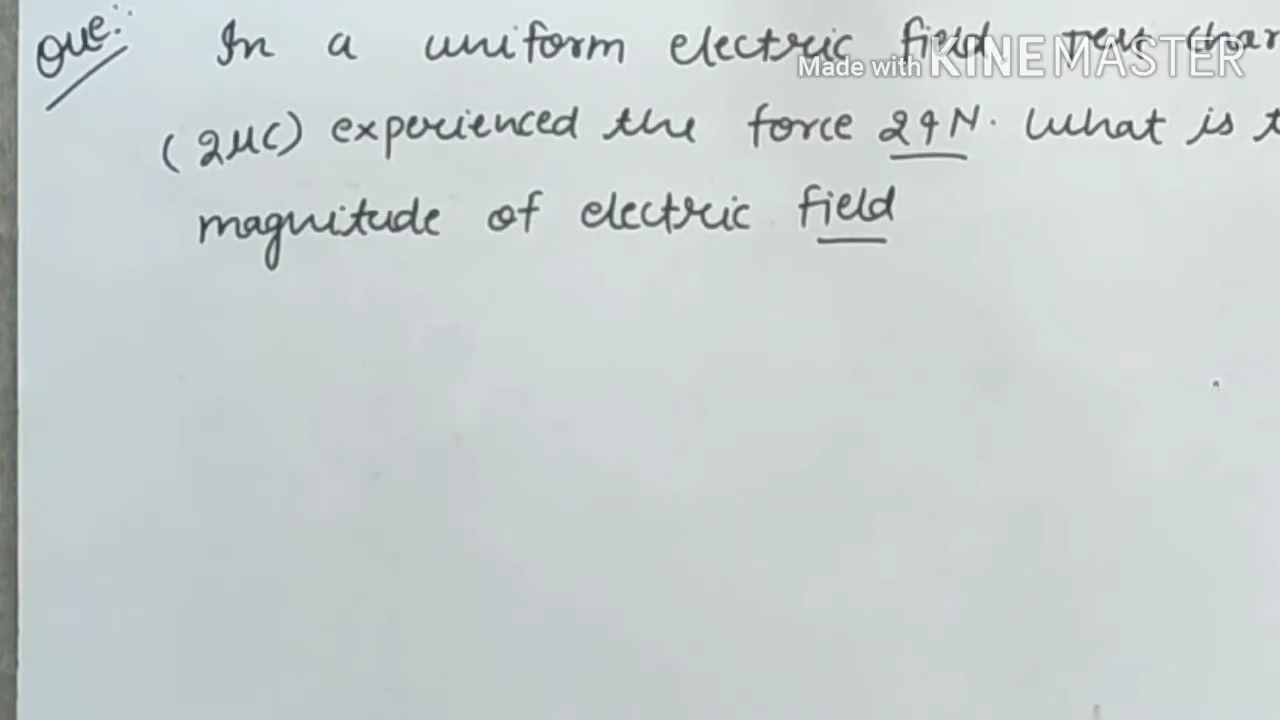 Que:- In a uniform electric field,
Made with KINEMASTER
(2μC) experienced the force 24N. What is
magnitude of electric field